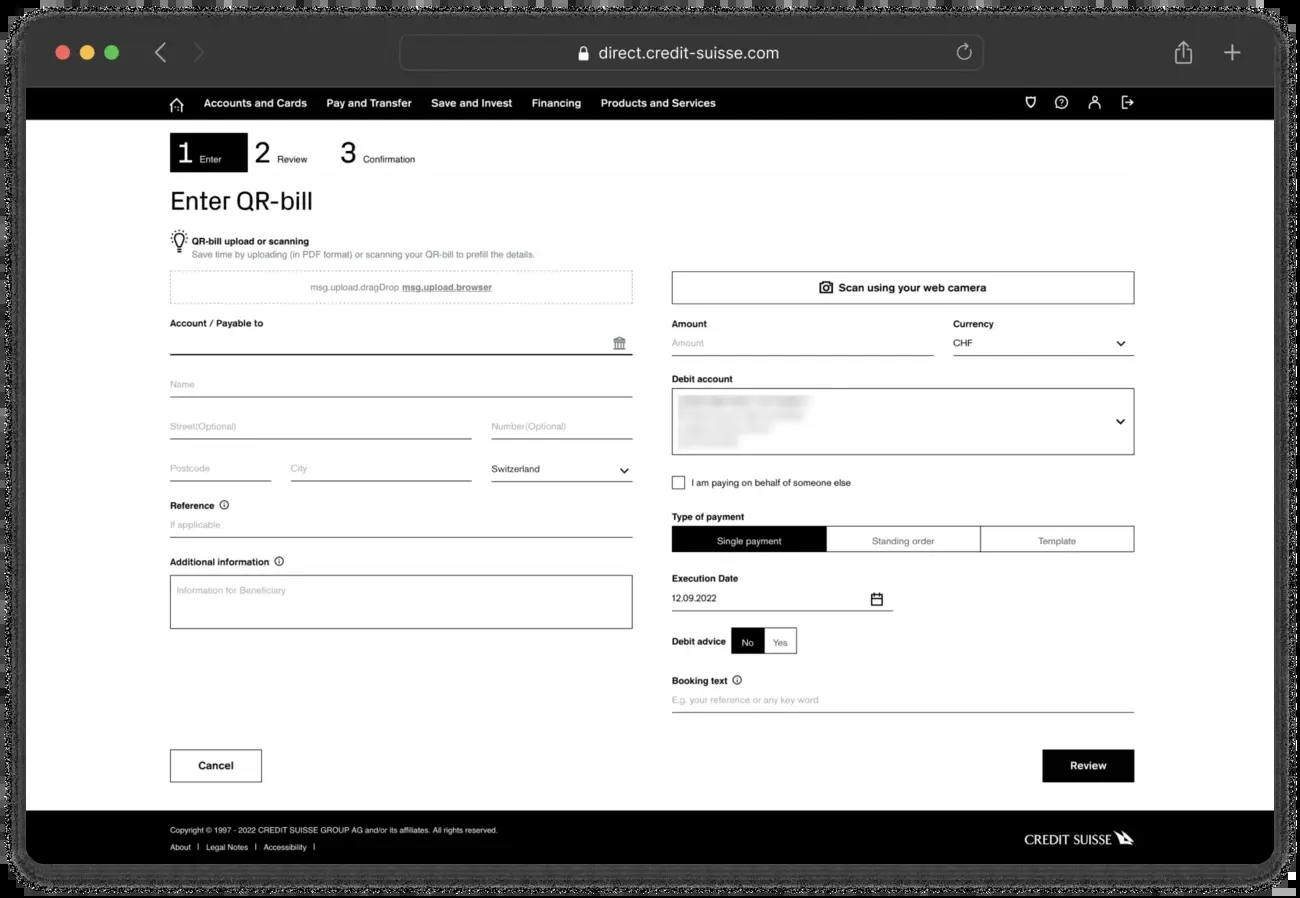 direct.credit-suisse.com
Accounts and Cards Pay and Transfer Save and Invest Financing Products and Services
1 Enter 2 Review 3 Confirmation
Enter QR-bill
QR-bill upload or scanning
Save time by uploading (in PDF format) or scanning your QR-bill to prefill the details.
msg.upload.dragDrop msg.upload.browser
Account / Payable to
Name
Street(Optional) Number(Optional)
Postcode City Switzerland
Reference
If applicable
Additional information
Information for Beneficiary
Scan using your web camera
Amount Currency
Amount CHF
Debit account
I am paying on behalf of someone else
Type of payment
Single payment Standing order Template
Execution Date
12.09.2022
Debit advice No Yes
Booking text
E.g. your reference or any key word
Cancel Review
Copyright © 1997 - 2022 CREDIT SUISSE GROUP AG and/or its affiliates. All rights reserved.
About | Legal Notes | Accessibility |
CREDIT SUISSE